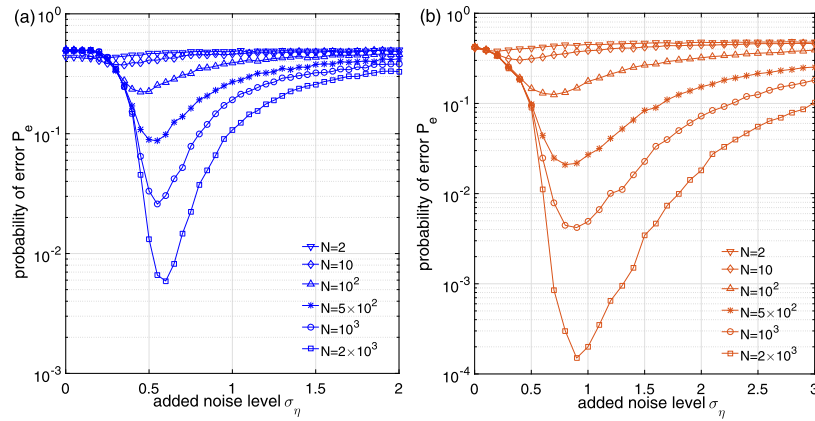 (a)
10^0
10^-1
10^-2
10^-3
probability of error P_e
N=2
N=10
N=10^2
N=5×10^2
N=10^3
N=2×10^3
0 0.5 1 1.5 2
added noise level σ_η
(b)
10^0
10^-1
10^-2
10^-3
10^-4
probability of error P_e
N=2
N=10
N=10^2
N=5×10^2
N=10^3
N=2×10^3
0 0.5 1 1.5 2 2.5 3
added noise level σ_η